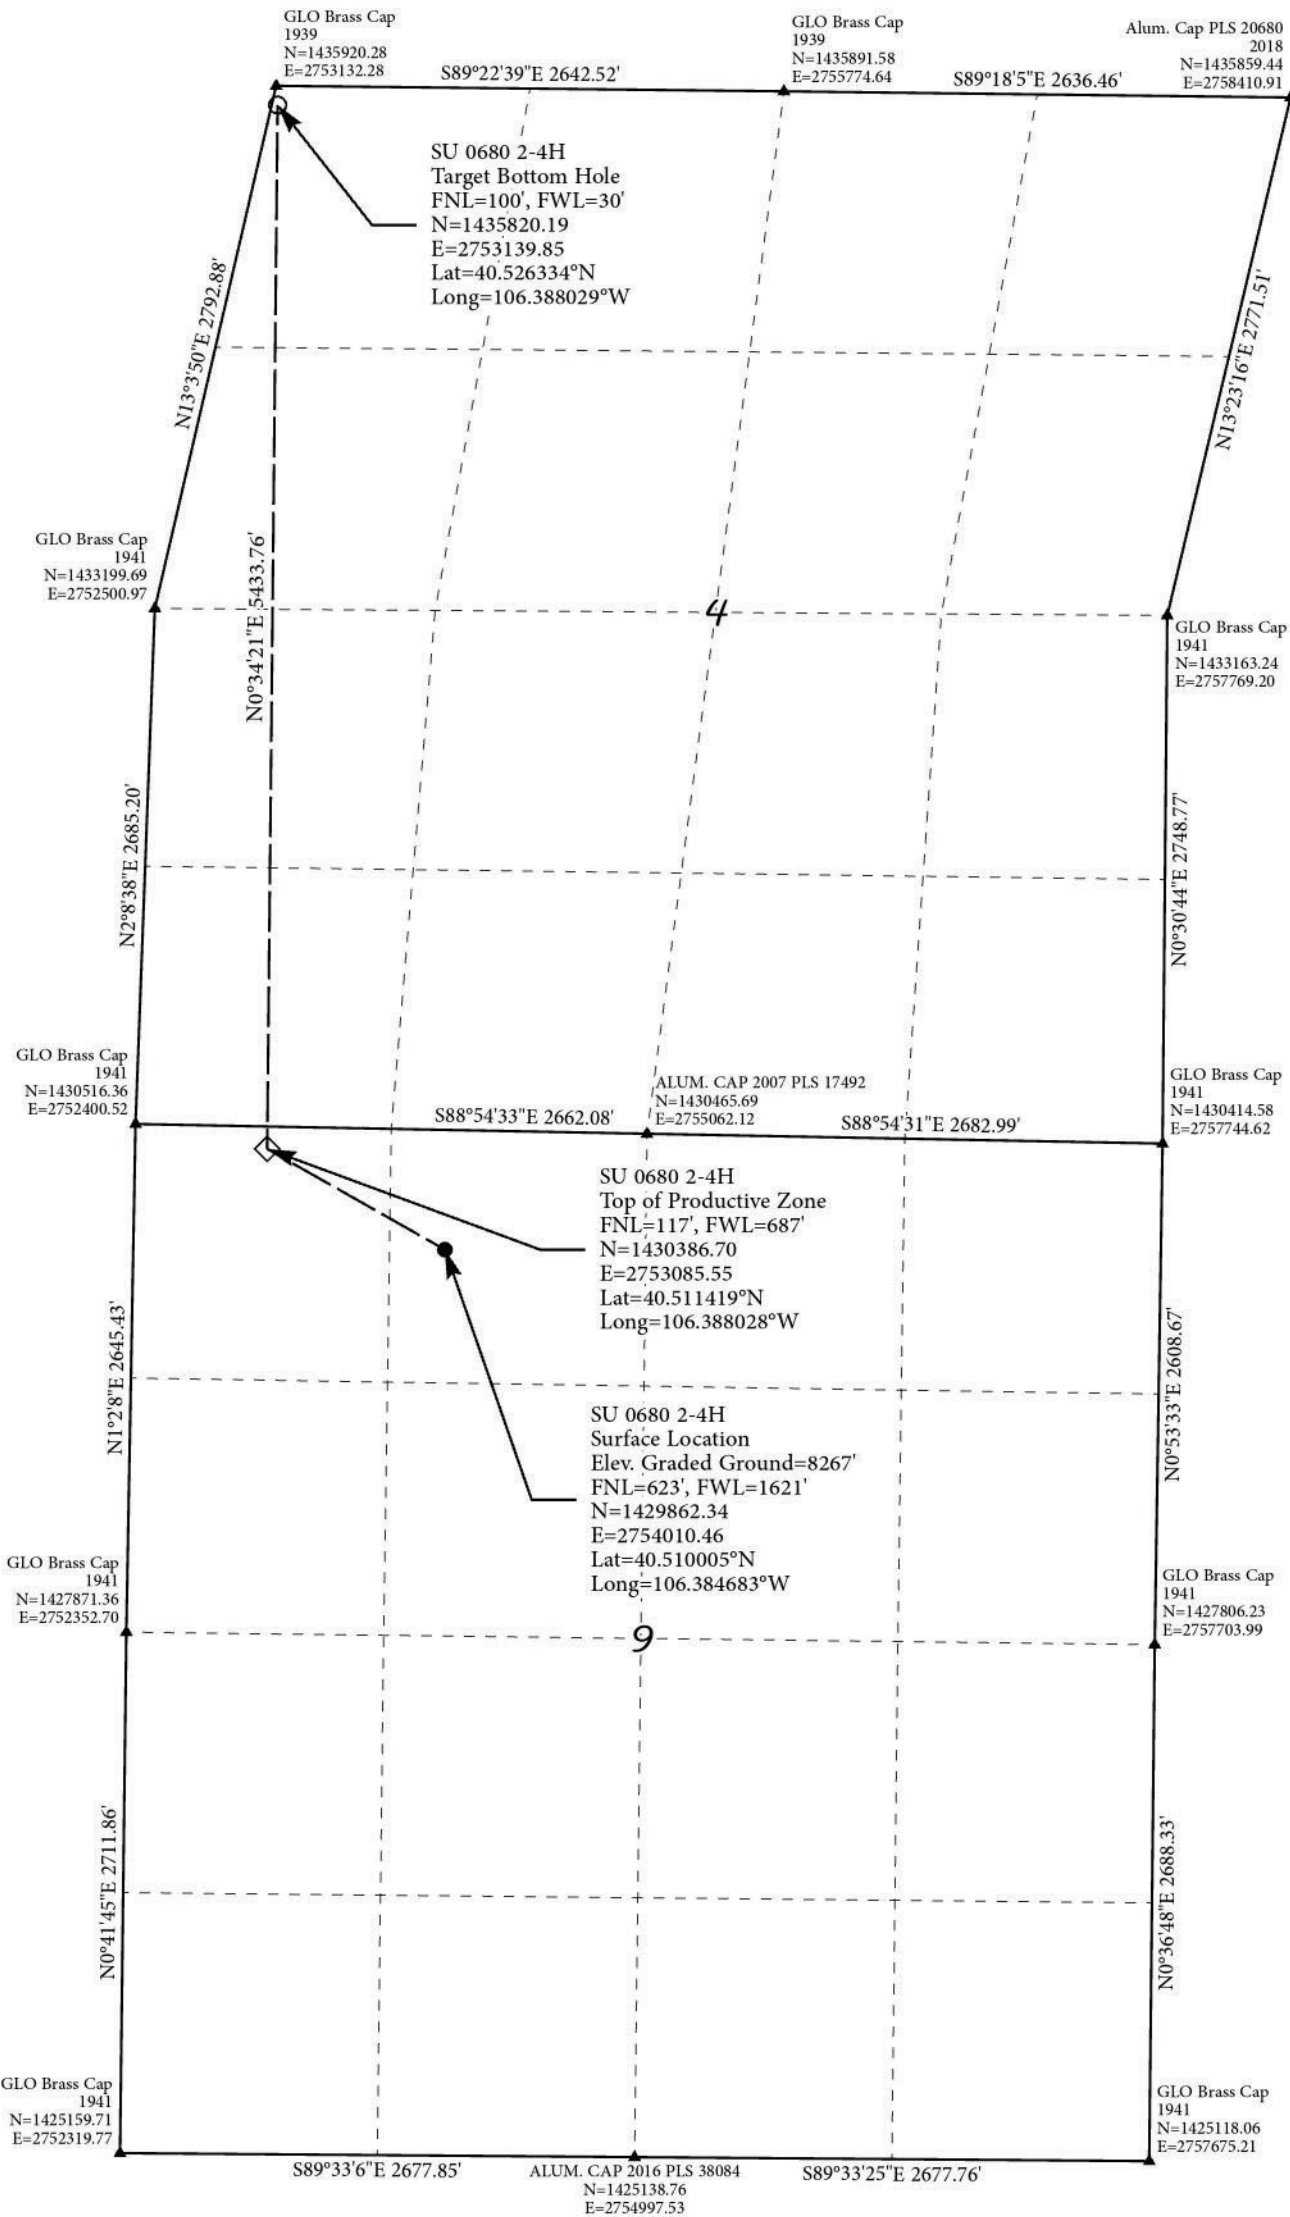 GLO Brass Cap
1939
N=1435920.28
E=2753132.28
S89°22'39"E 2642.52'
GLO Brass Cap
1939
N=1435891.58
E=2755774.64
S89°18'5"E 2636.46'
Alum. Cap PLS 20680
2018
N=1435859.44
E=2758410.91
SU 0680 2-4H
Target Bottom Hole
FNL=100', FWL=30'
N=1435820.19
E=2753139.85
Lat=40.526334°N
Long=106.388029°W
N13°3'50"E 2792.88'
N13°23'16"E 2771.51'
GLO Brass Cap
1941
N=1433199.69
E=2752500.97
N0°34'21"E 5433.76'
4
GLO Brass Cap
1941
N=1433163.24
E=2757769.20
N2°8'38"E 2685.20'
N0°30'44"E 2748.77'
GLO Brass Cap
1941
N=1430516.36
E=2752400.52
S88°54'33"E 2662.08'
ALUM. CAP 2007 PLS 17492
N=1430465.69
E=2755062.12
S88°54'31"E 2682.99'
GLO Brass Cap
1941
N=1430414.58
E=2757744.62
SU 0680 2-4H
Top of Productive Zone
FNL=117', FWL=687'
N=1430386.70
E=2753085.55
Lat=40.511419°N
Long=106.388028°W
N1°2'8"E 2645.43'
N0°53'33"E 2608.67'
SU 0680 2-4H
Surface Location
Elev. Graded Ground=8267'
FNL=623', FWL=1621'
N=1429862.34
E=2754010.46
Lat=40.510005°N
Long=106.384683°W
GLO Brass Cap
1941
N=1427871.36
E=2752352.70
9
GLO Brass Cap
1941
N=1427806.23
E=2757703.99
N0°41'45"E 2711.86'
N0°36'48"E 2688.33'
GLO Brass Cap
1941
N=1425159.71
E=2752319.77
S89°33'6"E 2677.85'
ALUM. CAP 2016 PLS 38084
N=1425138.76
E=2754997.53
S89°33'25"E 2677.76'
GLO Brass Cap
1941
N=1425118.06
E=2757675.21